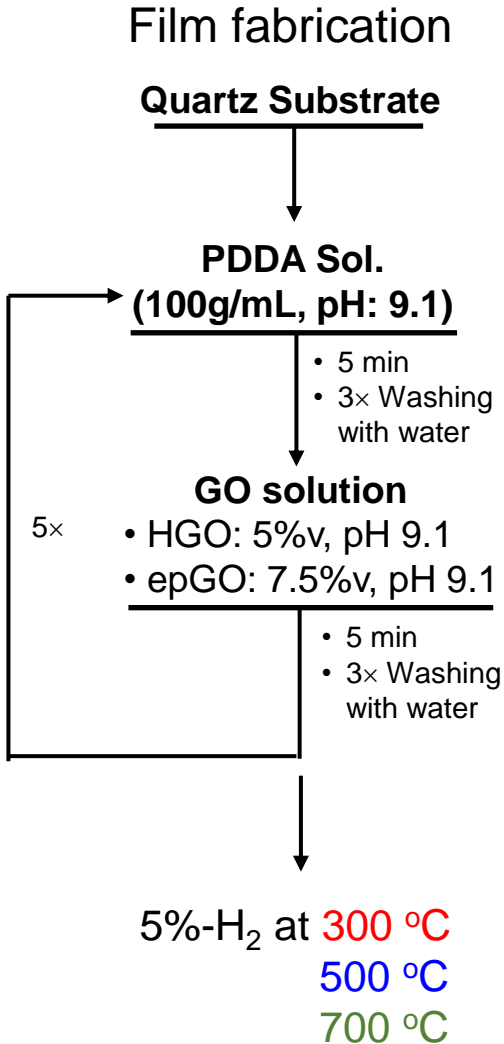 Film fabrication
Quartz Substrate
PDDA Sol.
(100g/mL, pH: 9.1)
• 5 min
• 3× Washing
with water
GO solution
5×
• HGO: 5%v, pH 9.1
• epGO: 7.5%v, pH 9.1
• 5 min
• 3× Washing
with water
5%-H₂ at 300 ºC
500 ºC
700 ºC